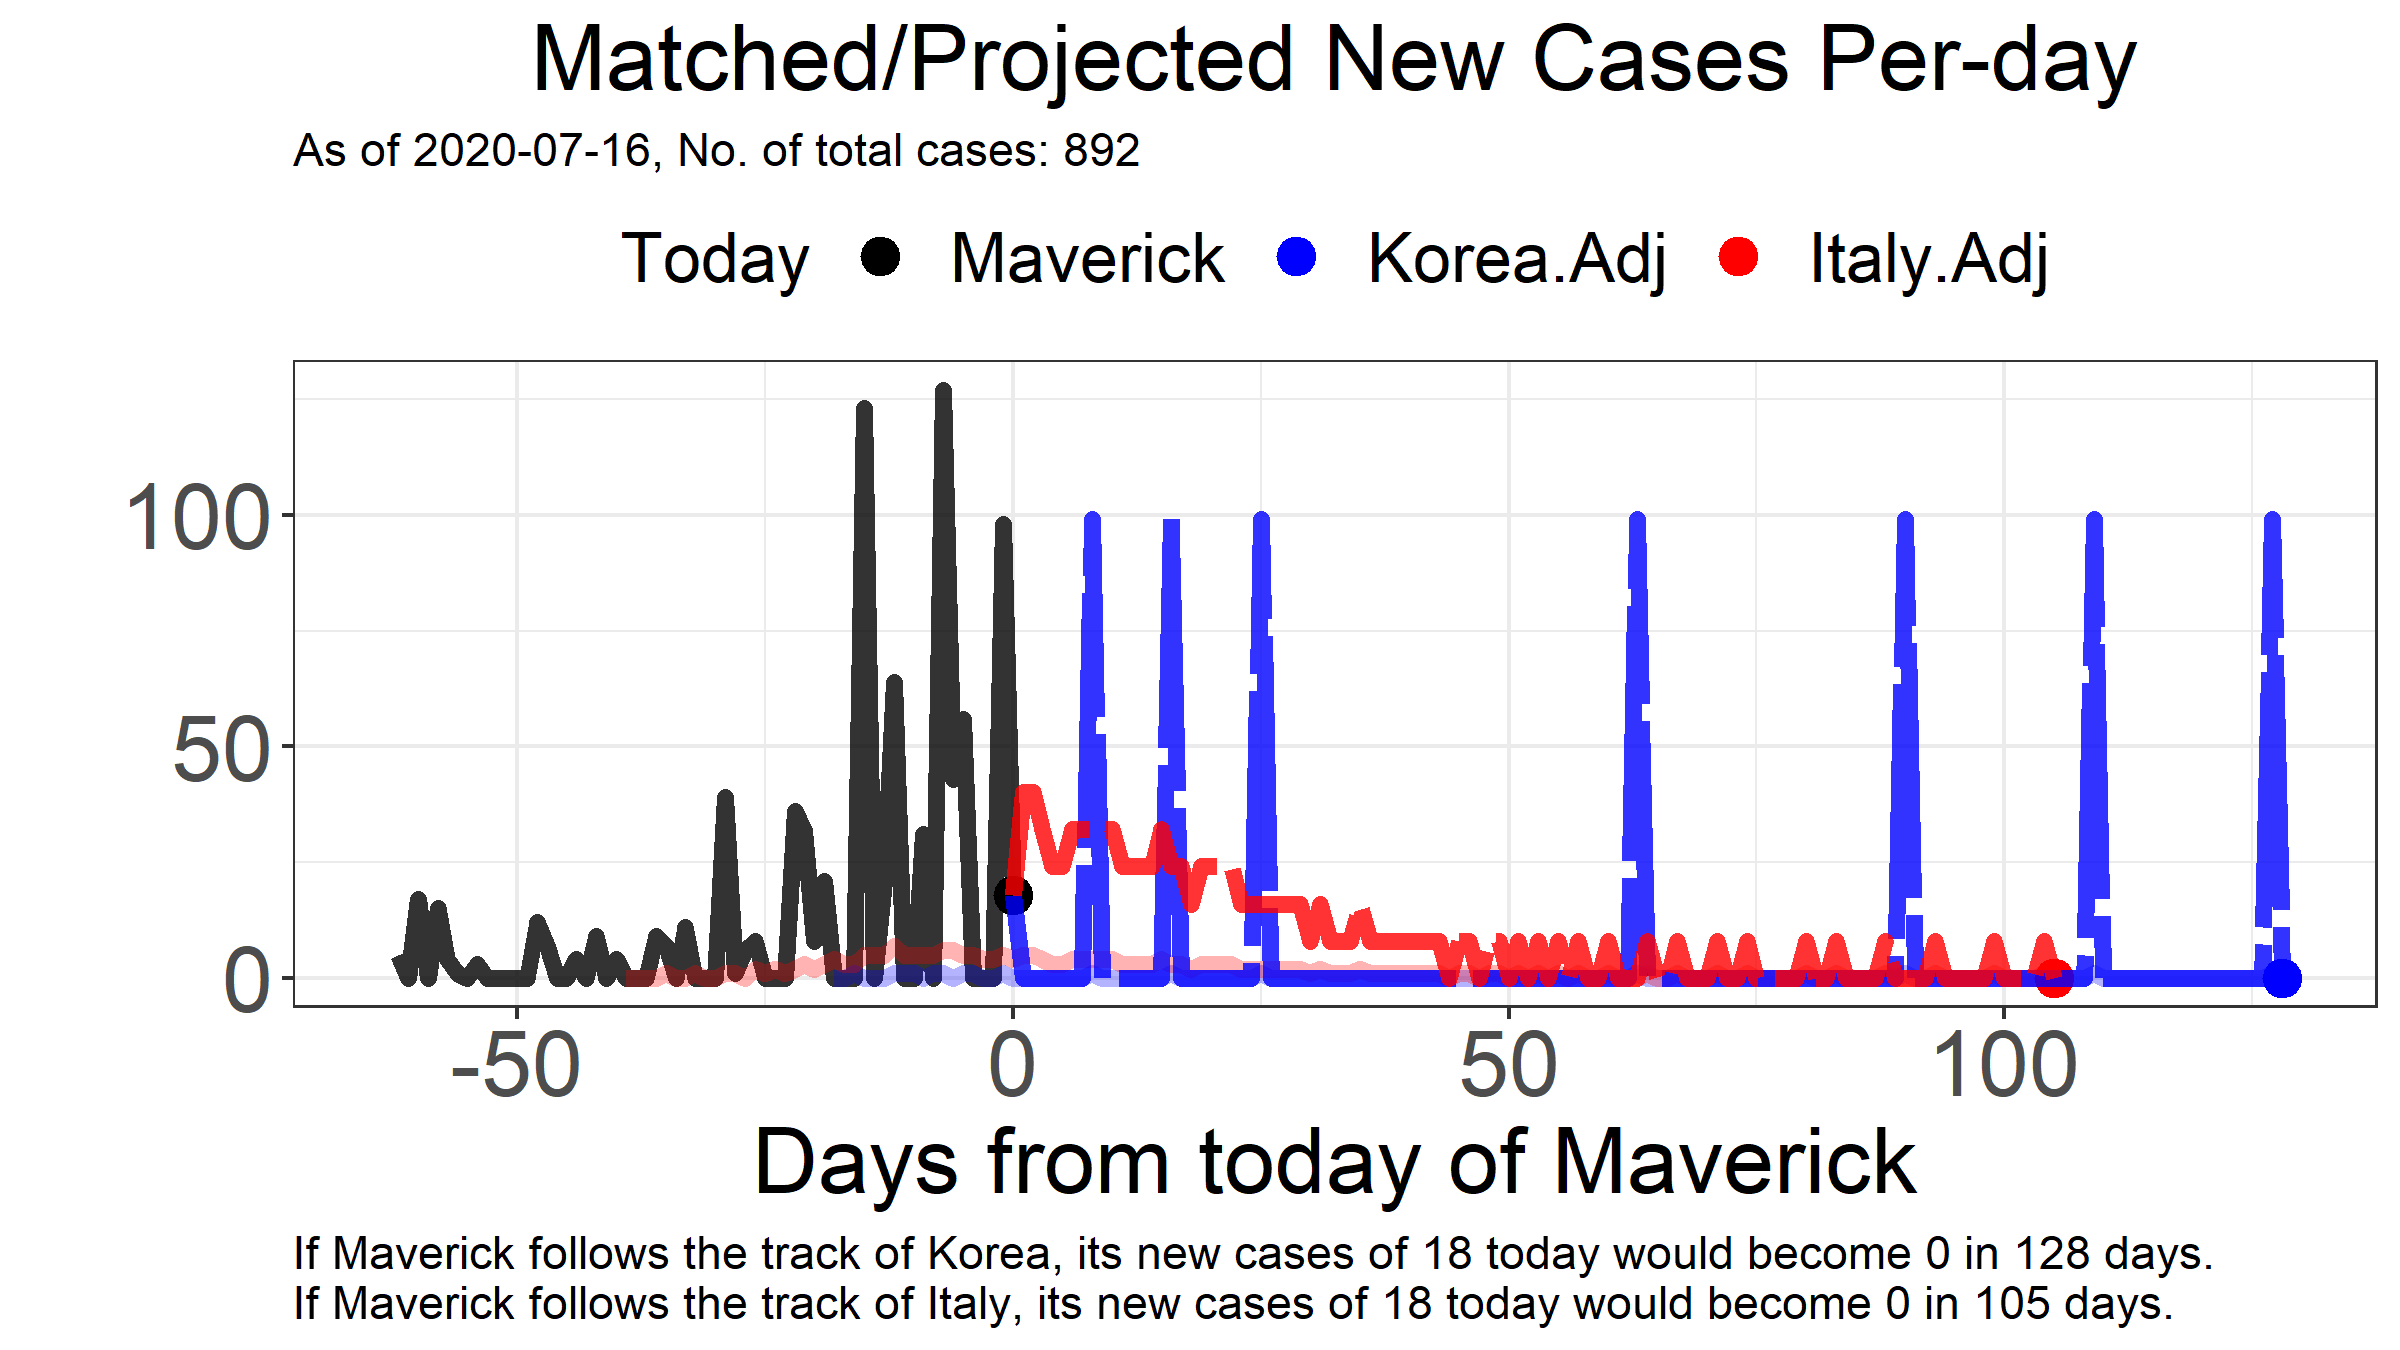 Matched/Projected New Cases Per-day
As of 2020-07-16, No. of total cases: 892
Today Maverick Korea.Adj Italy.Adj
100
50
0
-50 0 50 100
Days from today of Maverick
If Maverick follows the track of Korea, its new cases of 18 today would become 0 in 128 days.
If Maverick follows the track of Italy, its new cases of 18 today would become 0 in 105 days.